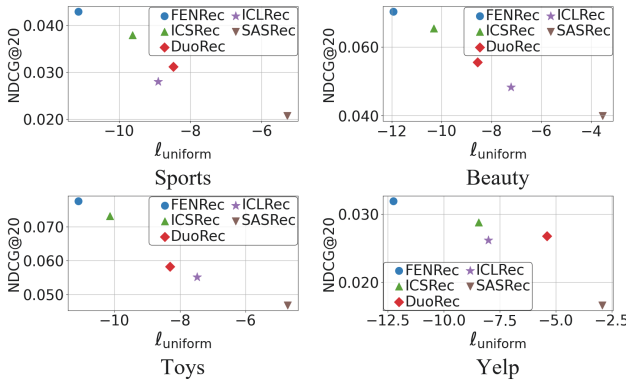 NDCG@20
0.040
0.030
0.020
FENRec ICLRec
ICSRec SASRec
DuoRec
−10 −8 −6
ℓuniform
Sports
NDCG@20
0.060
0.040
FENRec ICLRec
ICSRec SASRec
DuoRec
−12 −10 −8 −6 −4
ℓuniform
Beauty
NDCG@20
0.070
0.060
0.050
FENRec ICLRec
ICSRec SASRec
DuoRec
−10 −8 −6
ℓuniform
Toys
NDCG@20
0.030
0.020
FENRec ICLRec
ICSRec SASRec
DuoRec
−12.5 −10.0 −7.5 −5.0 −2.5
ℓuniform
Yelp